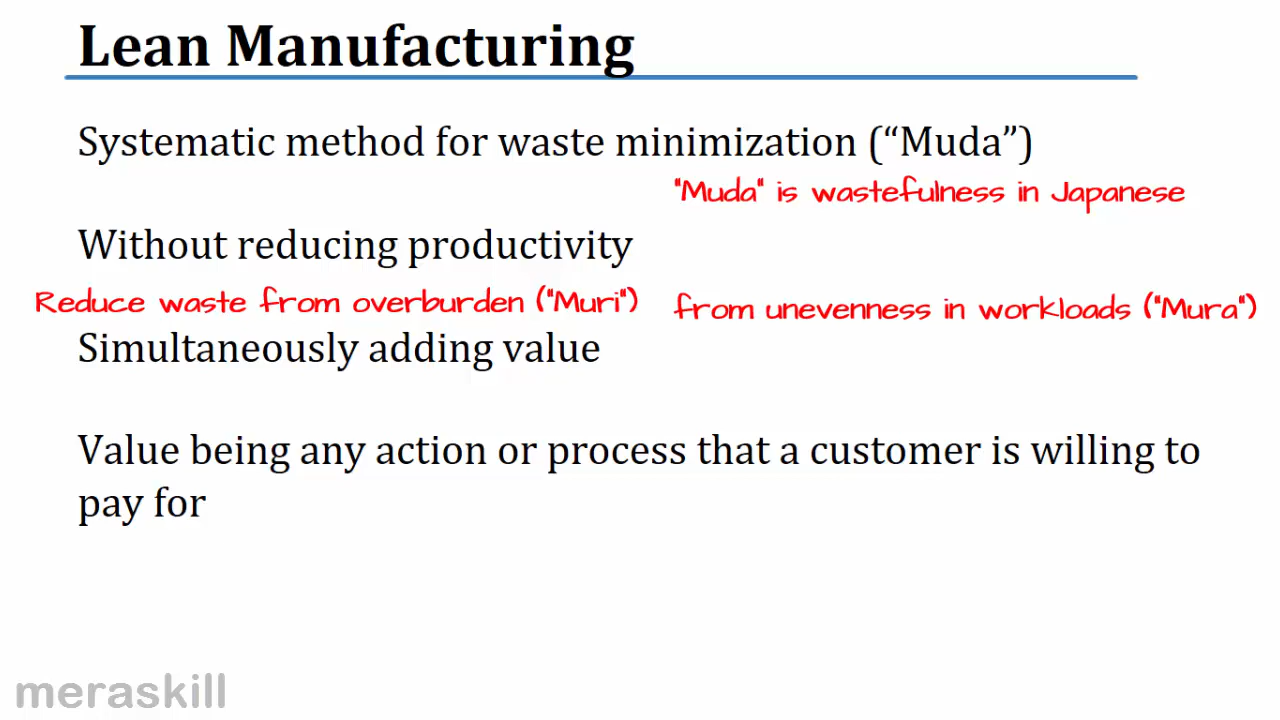 Lean Manufacturing
Systematic method for waste minimization (“Muda”)
"Muda" is wastefulness in Japanese
Without reducing productivity
Reduce waste from overburden ("Muri")
from unevenness in workloads ("Mura")
Simultaneously adding value
Value being any action or process that a customer is willing to
pay for
meraskill